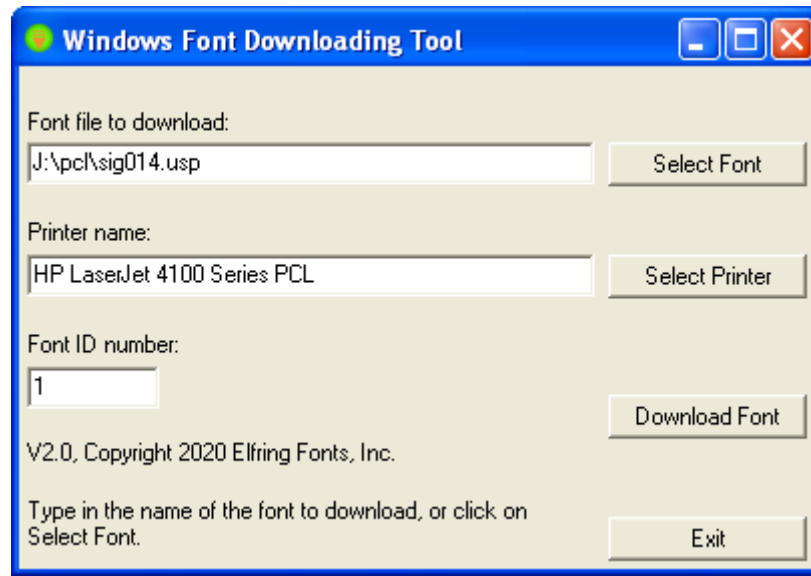 Windows Font Downloading Tool
Font file to download:
J:\pcl\sig014.usp
Select Font
Printer name:
HP LaserJet 4100 Series PCL
Select Printer
Font ID number:
1
Download Font
V2.0, Copyright 2020 Elfring Fonts, Inc.
Type in the name of the font to download, or click on
Select Font.
Exit